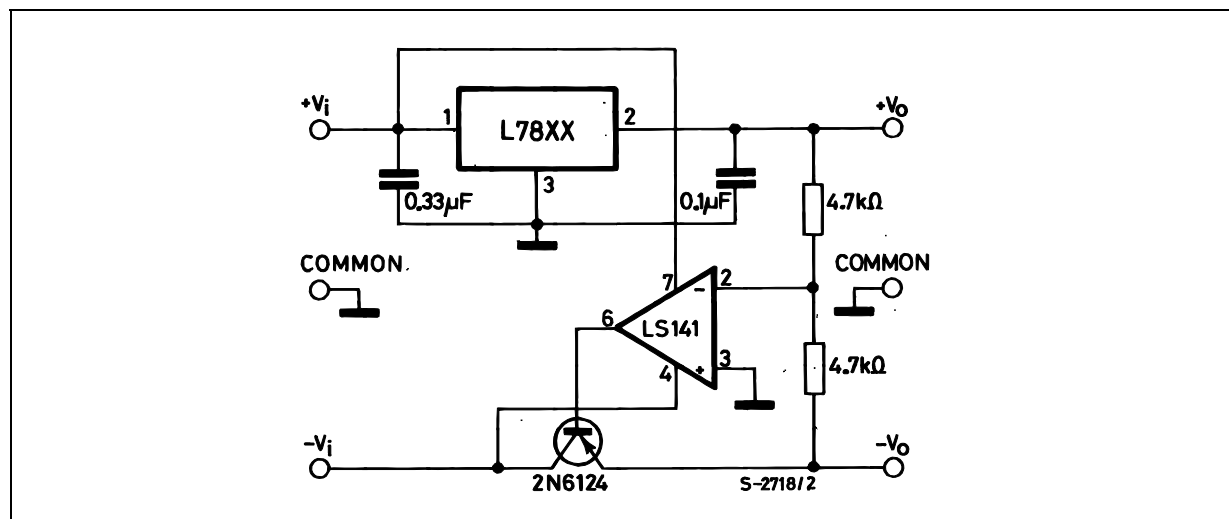 +Vi
1
L78XX
2
+Vo
3
0.33µF
0.1µF
4.7kΩ
COMMON
COMMON
7
2
-
6
LS141
3
+
4
4.7kΩ
-Vi
-Vo
2N6124
S-2718/2